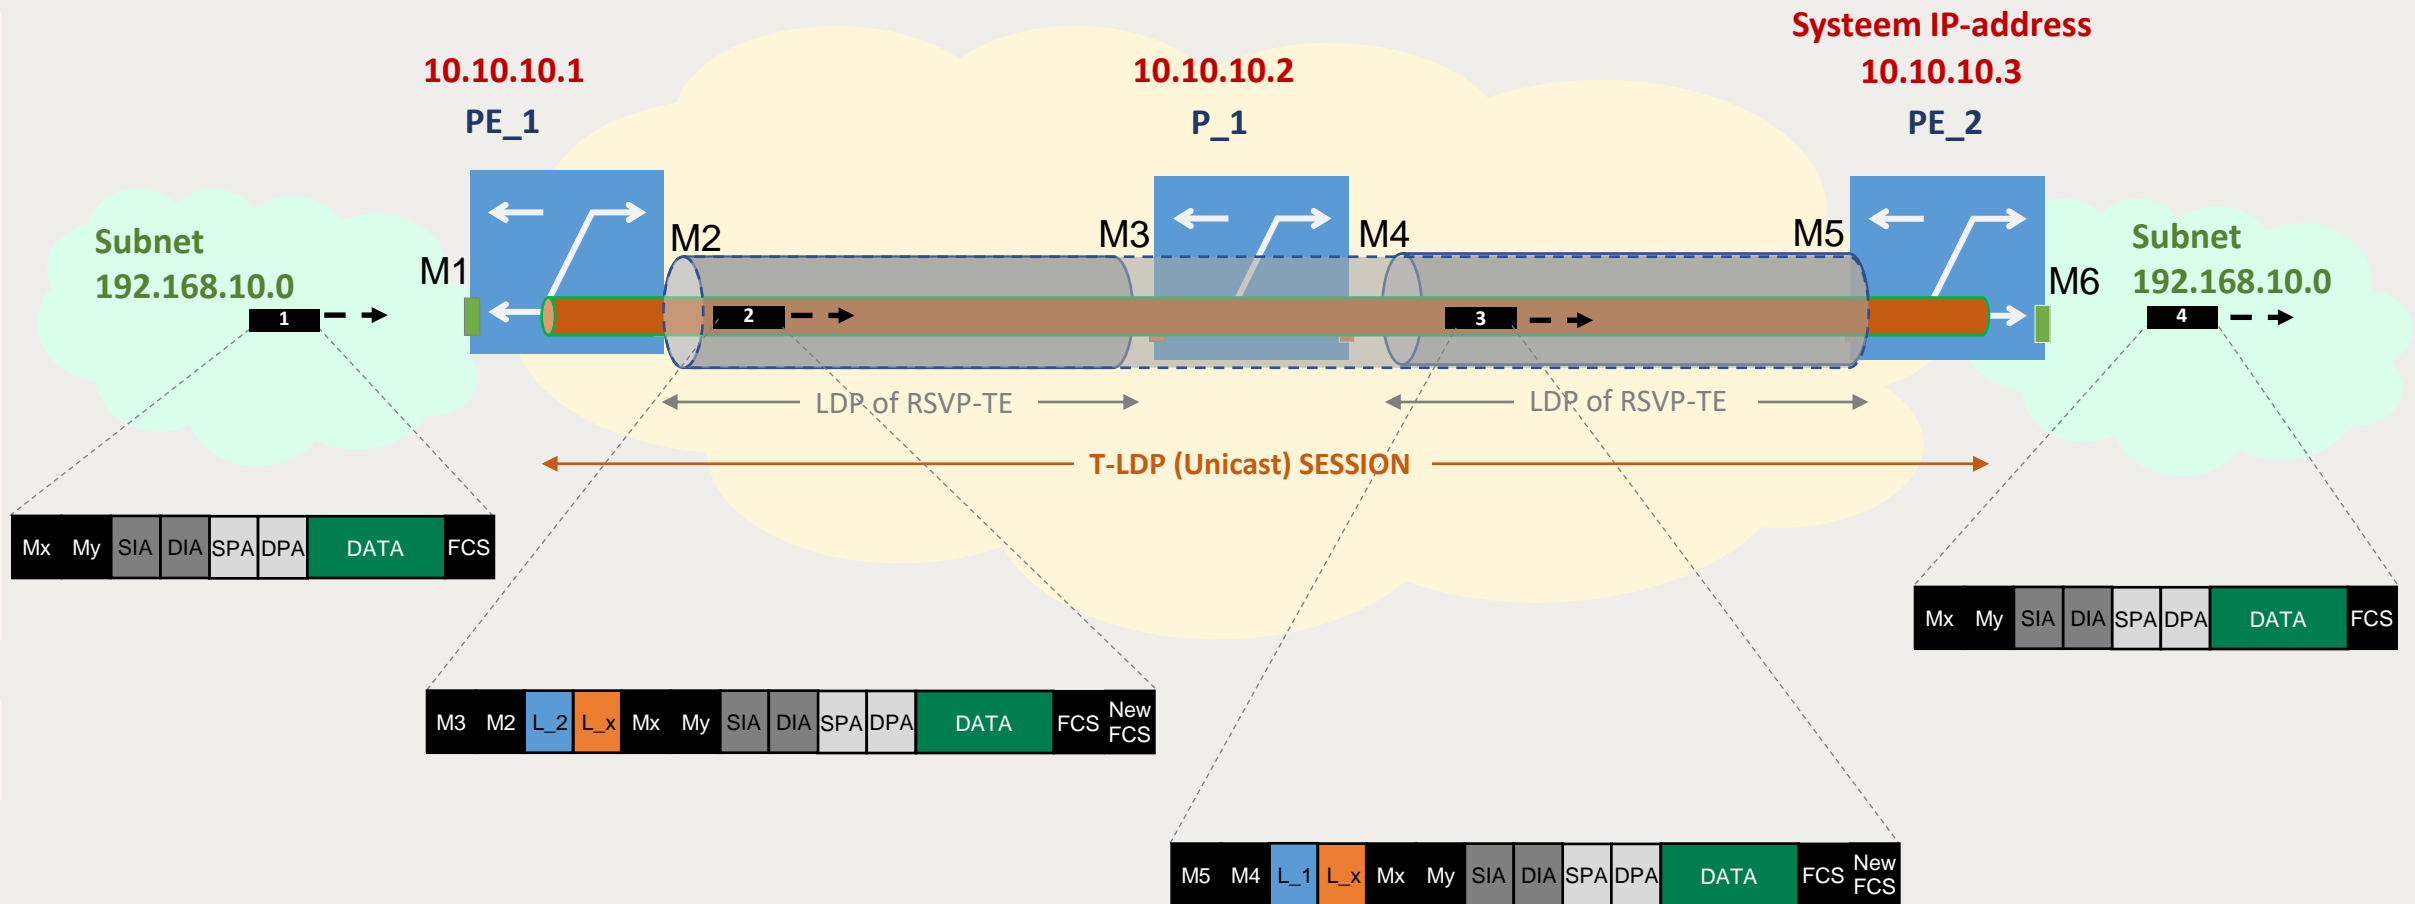 Systeem IP-address
10.10.10.1
10.10.10.2
10.10.10.3
PE_1
P_1
PE_2
Subnet
192.168.10.0
M1
M2
M3
M4
M5
M6
Subnet
192.168.10.0
1
2
3
4
LDP of RSVP-TE
LDP of RSVP-TE
T-LDP (Unicast) SESSION
Mx My SIA DIA SPA DPA DATA FCS
Mx My SIA DIA SPA DPA DATA FCS
M3 M2 L_2 L_x Mx My SIA DIA SPA DPA DATA FCS New FCS
M5 M4 L_1 L_x Mx My SIA DIA SPA DPA DATA FCS New FCS